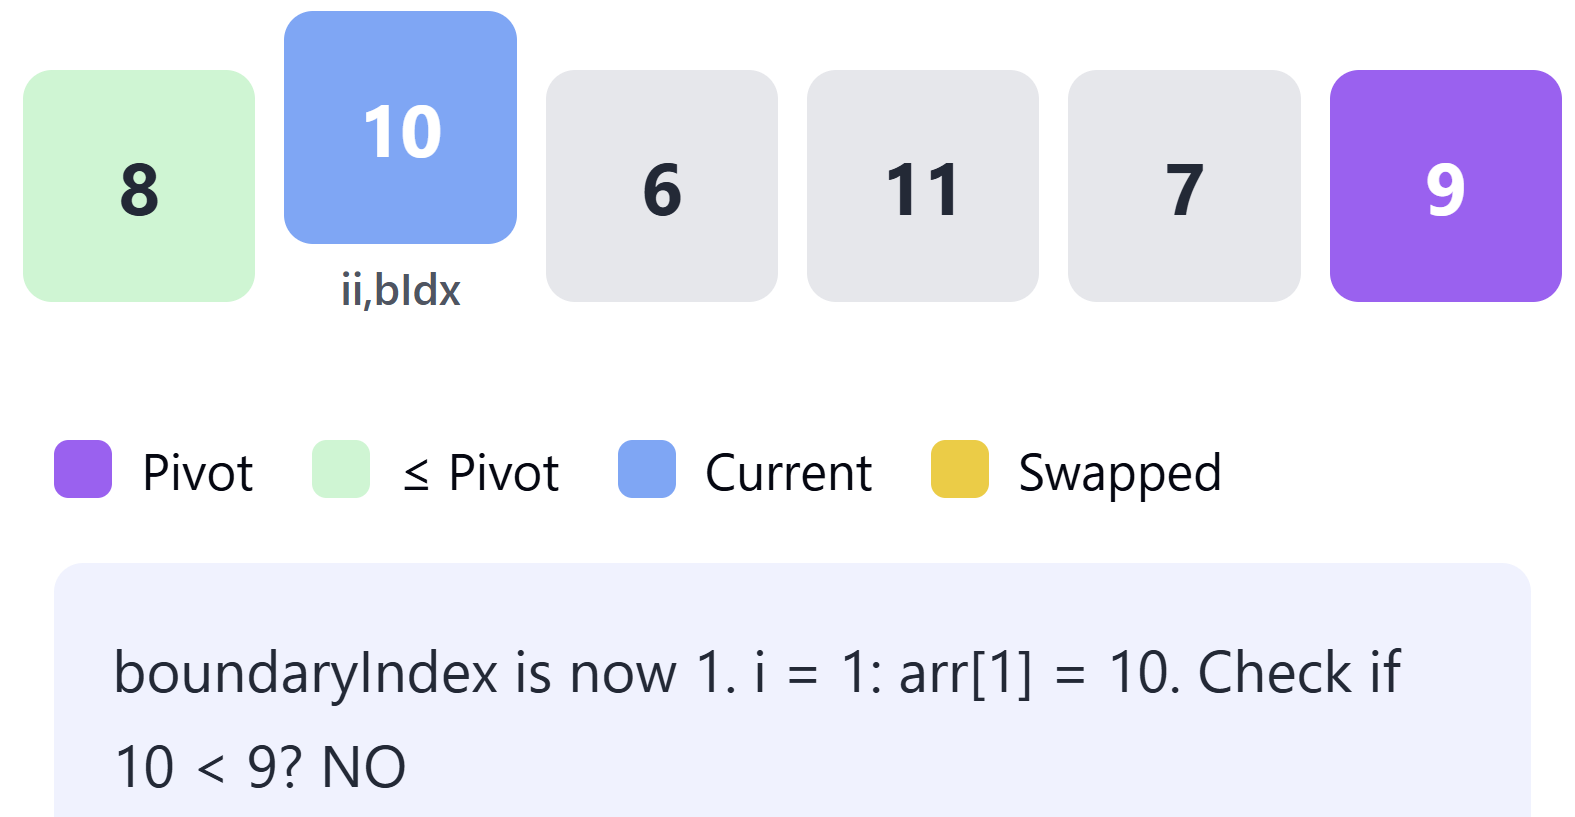 8 10 6 11 7 9
ii,bIdx
Pivot ≤ Pivot Current Swapped
boundaryIndex is now 1. i = 1: arr[1] = 10. Check if
10 < 9? NO